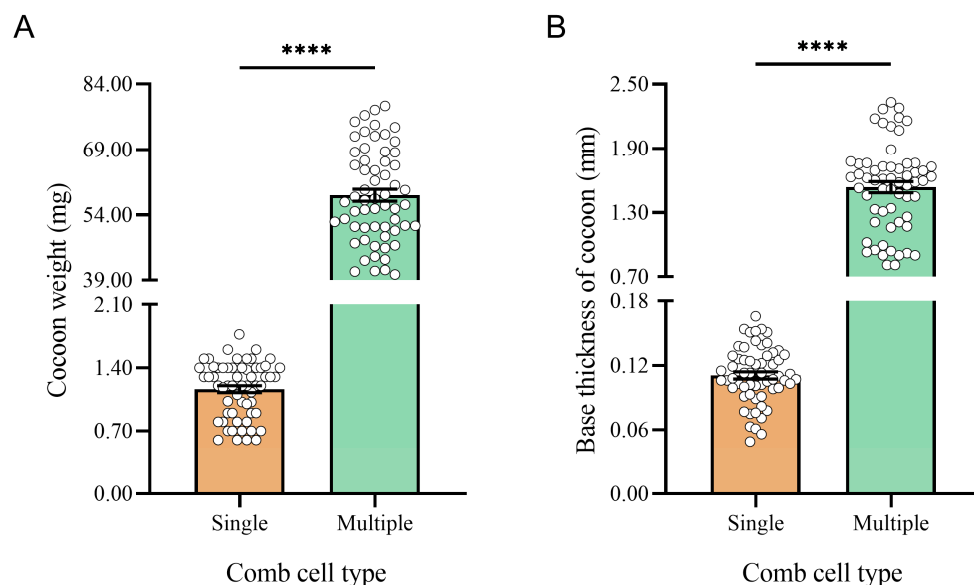 A
****
Cocoon weight (mg)
84.00
69.00
54.00
39.00
2.10
1.40
0.70
0.00
Single
Multiple
Comb cell type
B
****
Base thickness of cocoon (mm)
2.50
1.90
1.30
0.70
0.18
0.12
0.06
0.00
Single
Multiple
Comb cell type